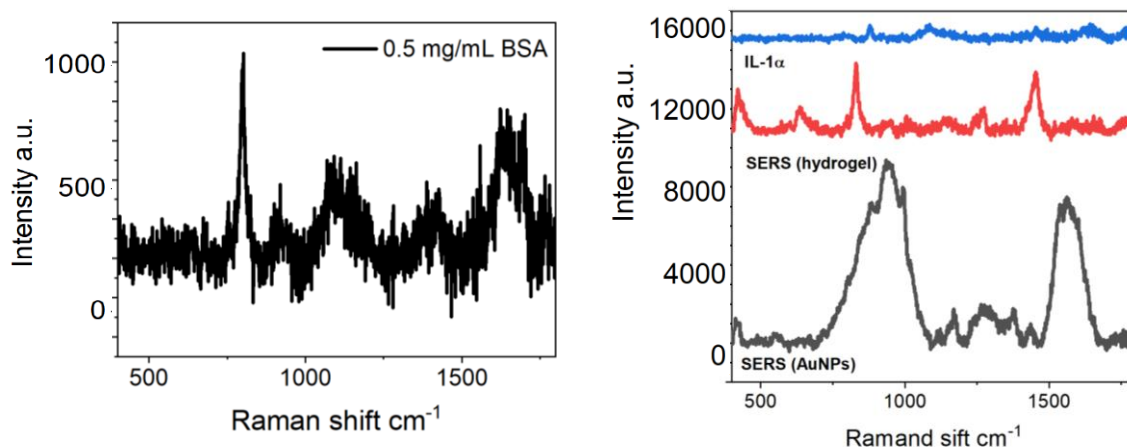 Intensity a.u.
1000
500
0
0.5 mg/mL BSA
500
1000
1500
Raman shift cm-1
Intensity a.u.
16000
12000
8000
4000
0
IL-1α
SERS (hydrogel)
SERS (AuNPs)
500
1000
1500
Ramand sift cm-1